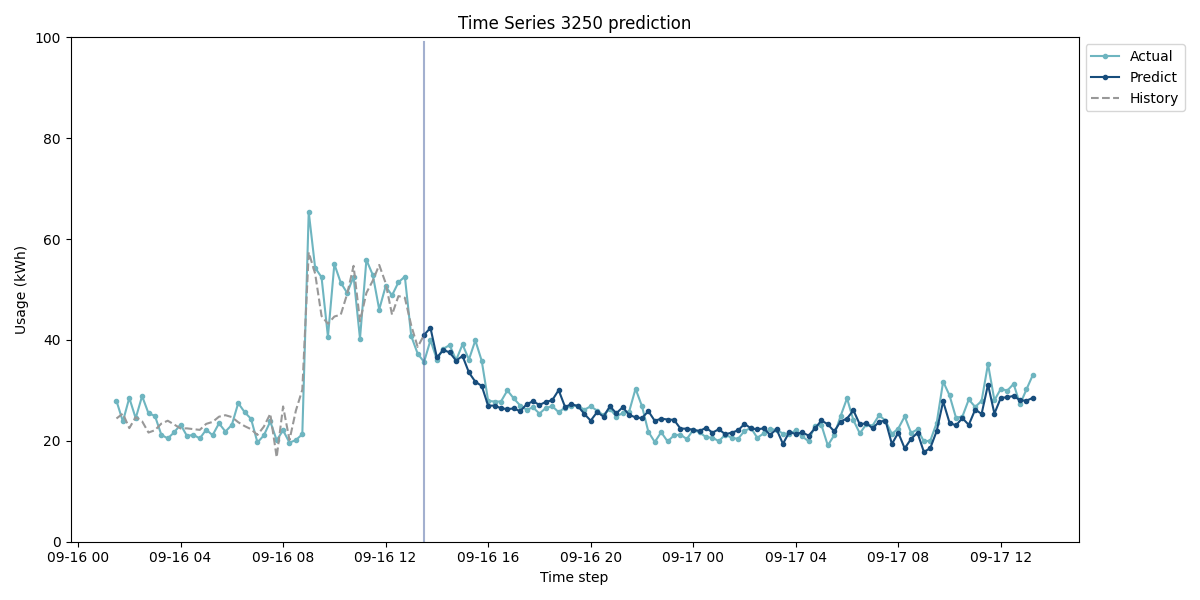 Time Series 3250 prediction
100
80
60
40
20
0
Usage (kWh)
09-16 00
09-16 04
09-16 08
09-16 12
09-16 16
09-16 20
09-17 00
09-17 04
09-17 08
09-17 12
Time step
Actual
Predict
History